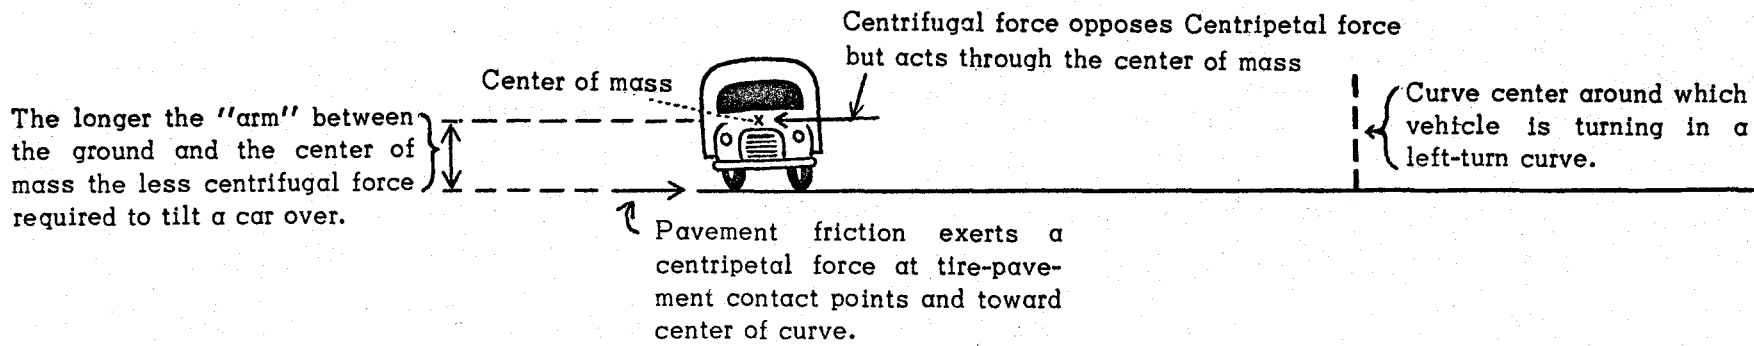 Centrifugal force opposes Centripetal force
but acts through the center of mass
Center of mass
The longer the "arm" between
the ground and the center of
mass the less centrifugal force
required to tilt a car over.
x
Curve center around which
vehicle is turning in a
left-turn curve.
Pavement friction exerts a
centripetal force at tire-pave-
ment contact points and toward
center of curve.